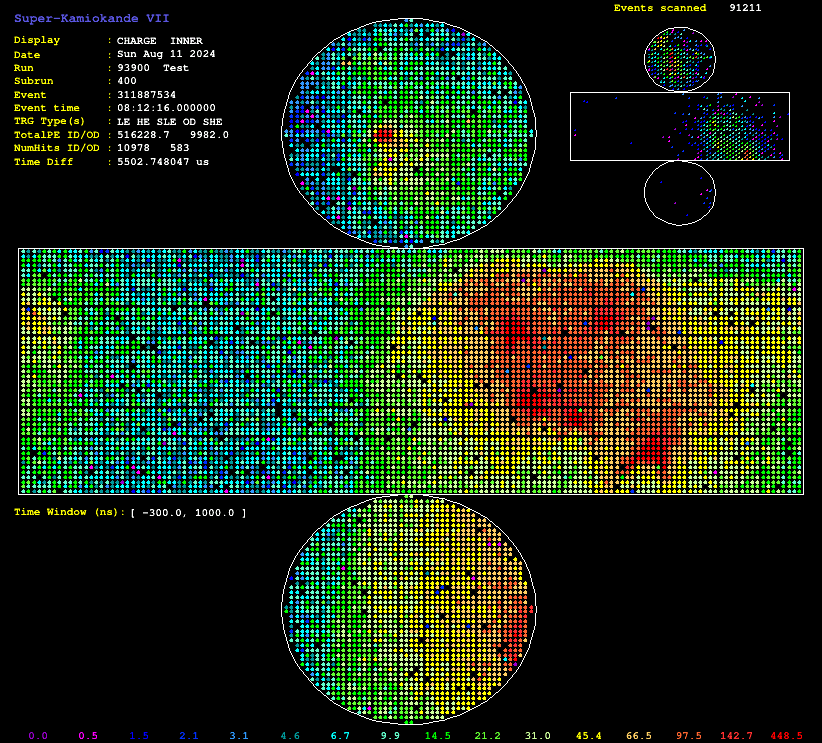 Super-Kamiokande VII
Events scanned 91211
Display : CHARGE INNER
Date : Sun Aug 11 2024
Run : 93900 Test
Subrun : 400
Event : 311887534
Event time : 08:12:16.000000
TRG Type(s) : LE HE SLE OD SHE
TotalPE ID/OD : 516228.7 9982.0
NumHits ID/OD : 10978 583
Time Diff : 5502.748047 us
Time Window (ns): [ -300.0, 1000.0 ]
0.0 0.5 1.5 2.1 3.1 4.6 6.7 9.9 14.5 21.2 31.0 45.4 66.5 97.5 142.7 448.5